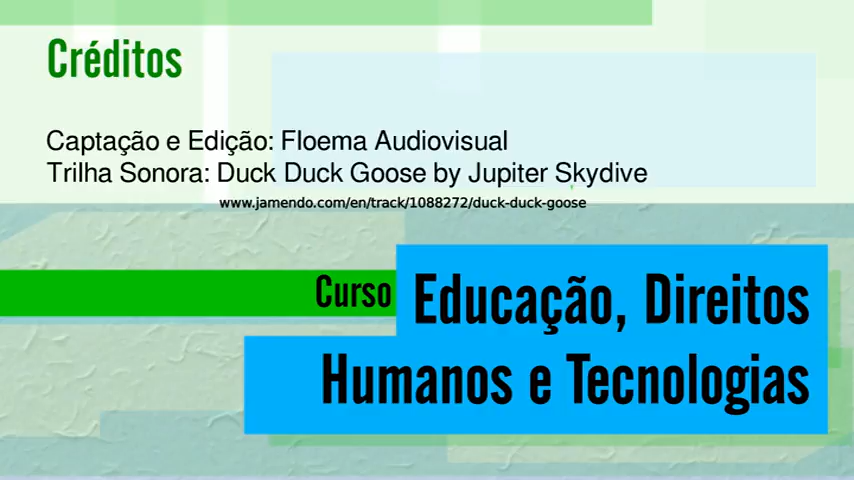 Créditos
Captação e Edição: Floema Audiovisual
Trilha Sonora: Duck Duck Goose by Jupiter Skydive
www.jamendo.com/en/track/1088272/duck-duck-goose
Curso Educação, Direitos
Humanos e Tecnologias